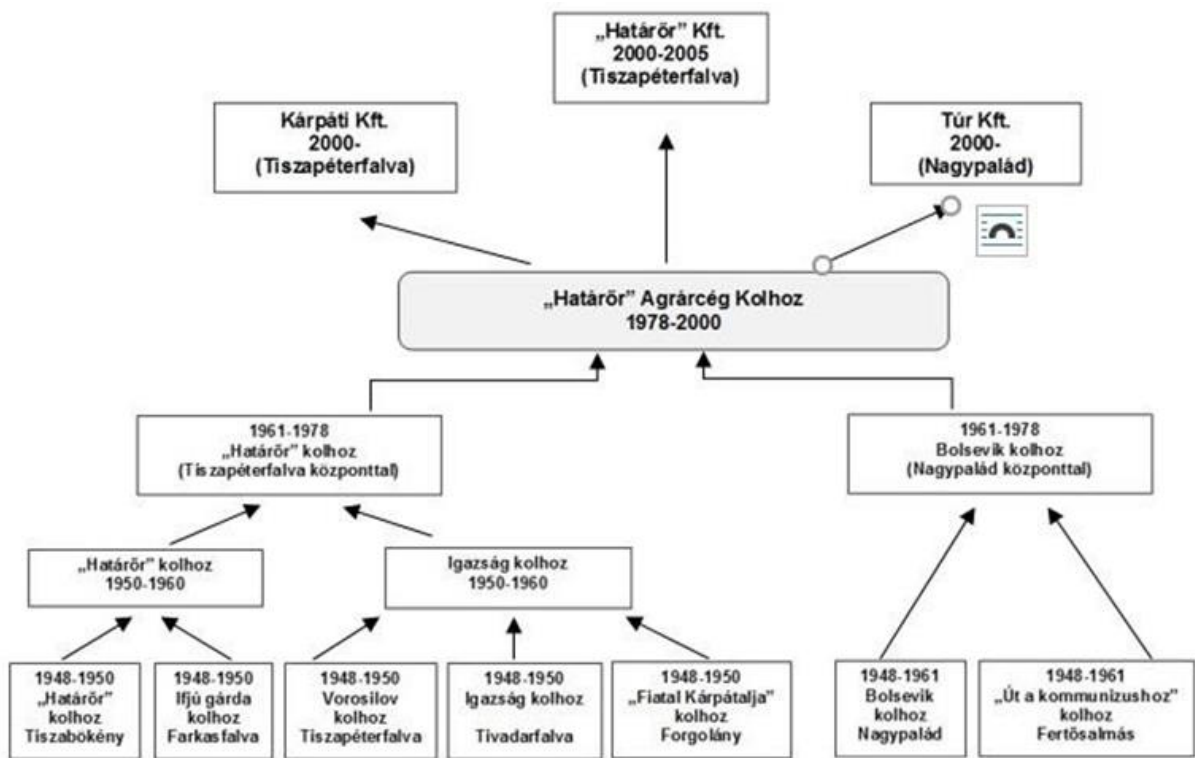 „Határőr” Kft.
2000-2005
(Tiszapéterfalva)
Kárpáti Kft.
2000-
(Tiszapéterfalva)
Túr Kft.
2000-
(Nagypalád)
„Határőr” Agrárcég Kolhoz
1978-2000
1961-1978
„Határőr” kolhoz
(Tiszapéterfalva központtal)
1961-1978
Bolsevik kolhoz
(Nagypalád központtal)
„Határőr” kolhoz
1950-1960
Igazság kolhoz
1950-1960
1948-1950
„Határőr”
kolhoz
Tiszabökény
1948-1950
Ifjú gárda
kolhoz
Farkasfalva
1948-1950
Vorosilov
kolhoz
Tiszapéterfalva
1948-1950
Igazság kolhoz
Tivadarfalva
1948-1950
„Fiatal Kárpátalja”
kolhoz
Forgolány
1948-1961
Bolsevik
kolhoz
Nagypalád
1948-1961
„Út a kommunizushoz”
kolhoz
Fertősalmás